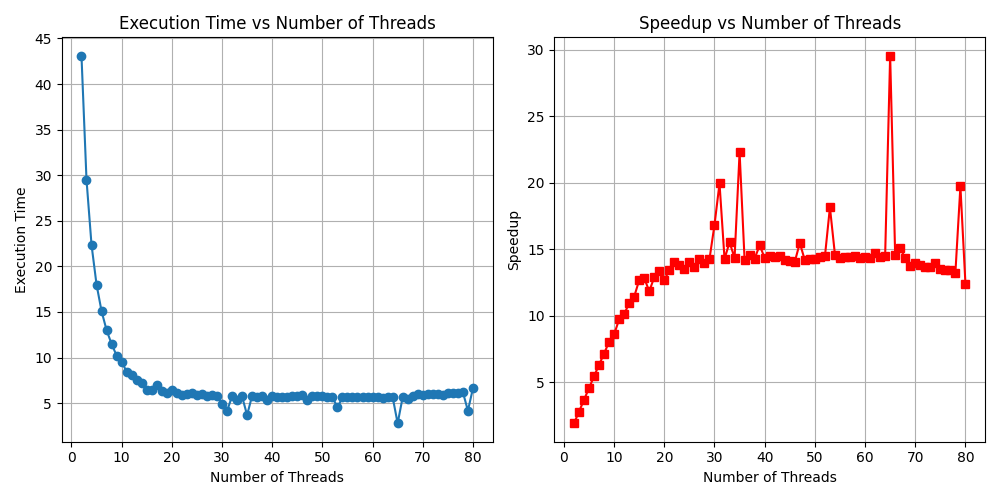 Execution Time vs Number of Threads
45
40
35
30
25
20
15
10
5
Execution Time
0 10 20 30 40 50 60 70 80
Number of Threads
Speedup vs Number of Threads
30
25
20
15
10
5
Speedup
0 10 20 30 40 50 60 70 80
Number of Threads